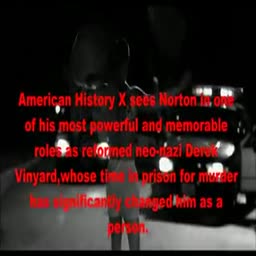 American History X sees Norton in one
of his most powerful and memorable
roles as reformed neo-nazi Derek
Vinyard,whose time in prison for murder
has significantly changed him as a
person.